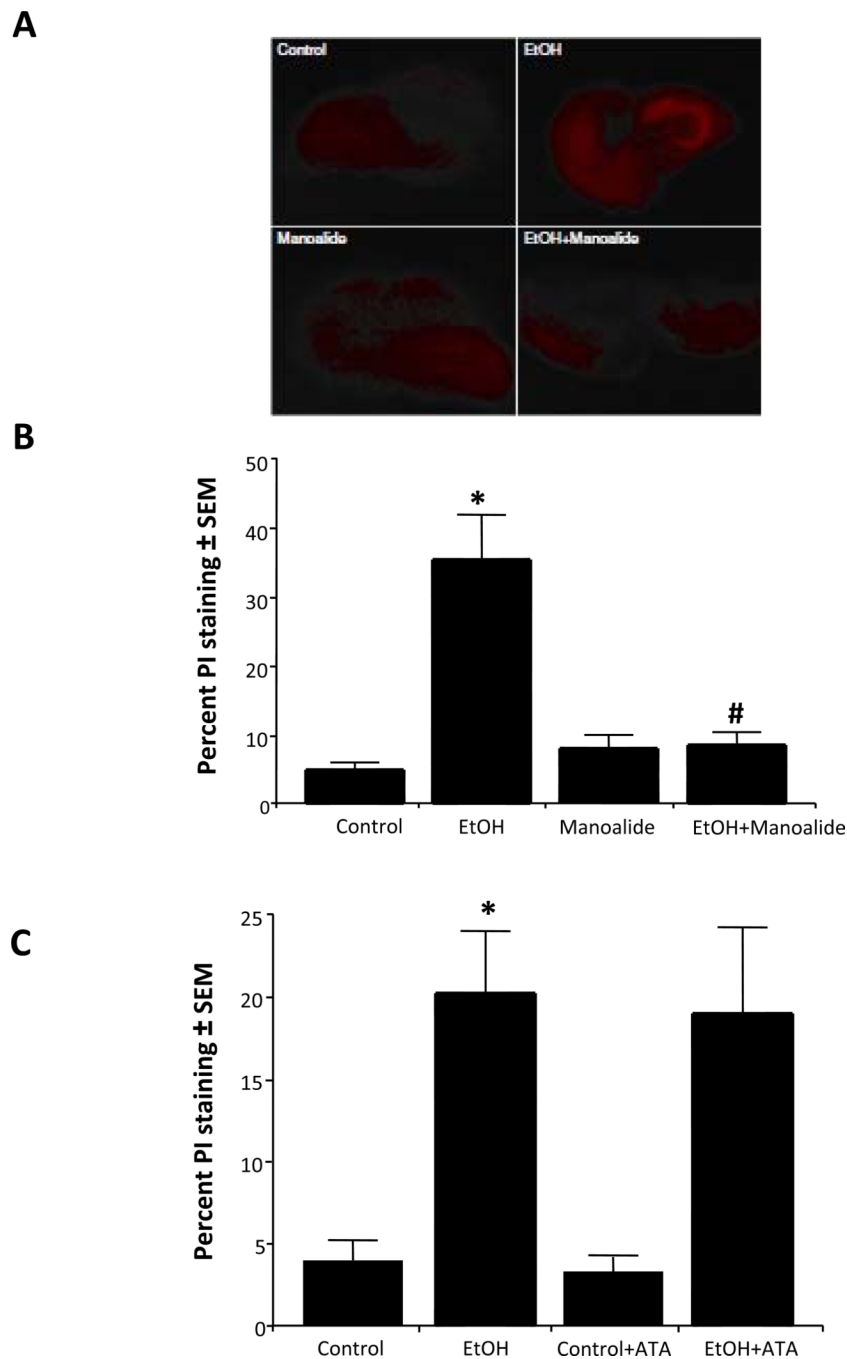 A
Control
EtOH
Manoalide
EtOH+Manoalide
B
Percent PI staining ± SEM
50
40
30
20
10
0
*
#
Control EtOH Manoalide EtOH+Manoalide
C
Percent PI staining ± SEM
25
20
15
10
5
0
*
Control EtOH Control+ATA EtOH+ATA